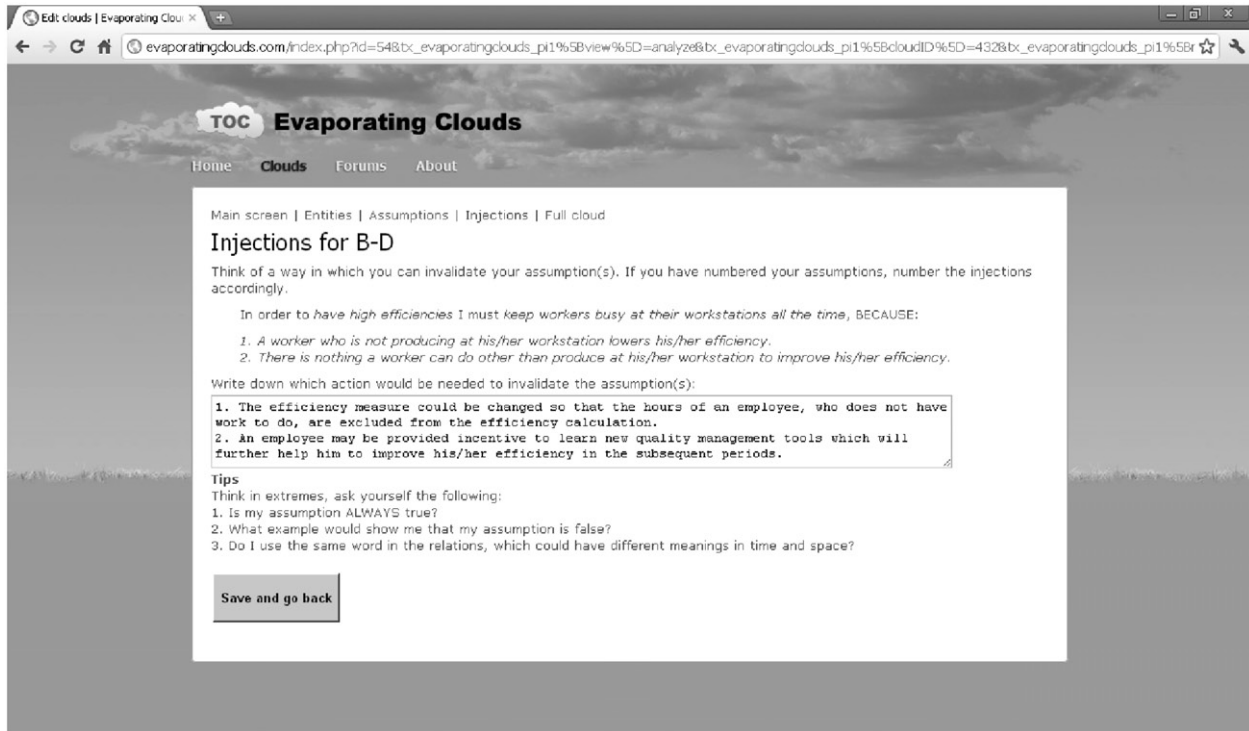 Edit clouds | Evaporating Clou
evaporatingclouds.com/index.php?id=54&tx_evaporatingclouds_pi1%5Bview%5D=analyze&tx_evaporatingclouds_pi1%5BcloudID%5D=432&tx_evaporatingclouds_pi1%5Br
TOC Evaporating Clouds
Home Clouds Forums About
Main screen | Entities | Assumptions | Injections | Full cloud
Injections for B-D
Think of a way in which you can invalidate your assumption(s). If you have numbered your assumptions, number the injections
accordingly.
In order to have high efficiencies I must keep workers busy at their workstations all the time, BECAUSE:
1. A worker who is not producing at his/her workstation lowers his/her efficiency.
2. There is nothing a worker can do other than produce at his/her workstation to improve his/her efficiency.
Write down which action would be needed to invalidate the assumption(s):
1. The efficiency measure could be changed so that the hours of an employee, who does not have
work to do, are excluded from the efficiency calculation.
2. An employee may be provided incentive to learn new quality management tools which will
further help him to improve his/her efficiency in the subsequent periods.
Tips
Think in extremes, ask yourself the following:
1. Is my assumption ALWAYS true?
2. What example would show me that my assumption is false?
3. Do I use the same word in the relations, which could have different meanings in time and space?
Save and go back